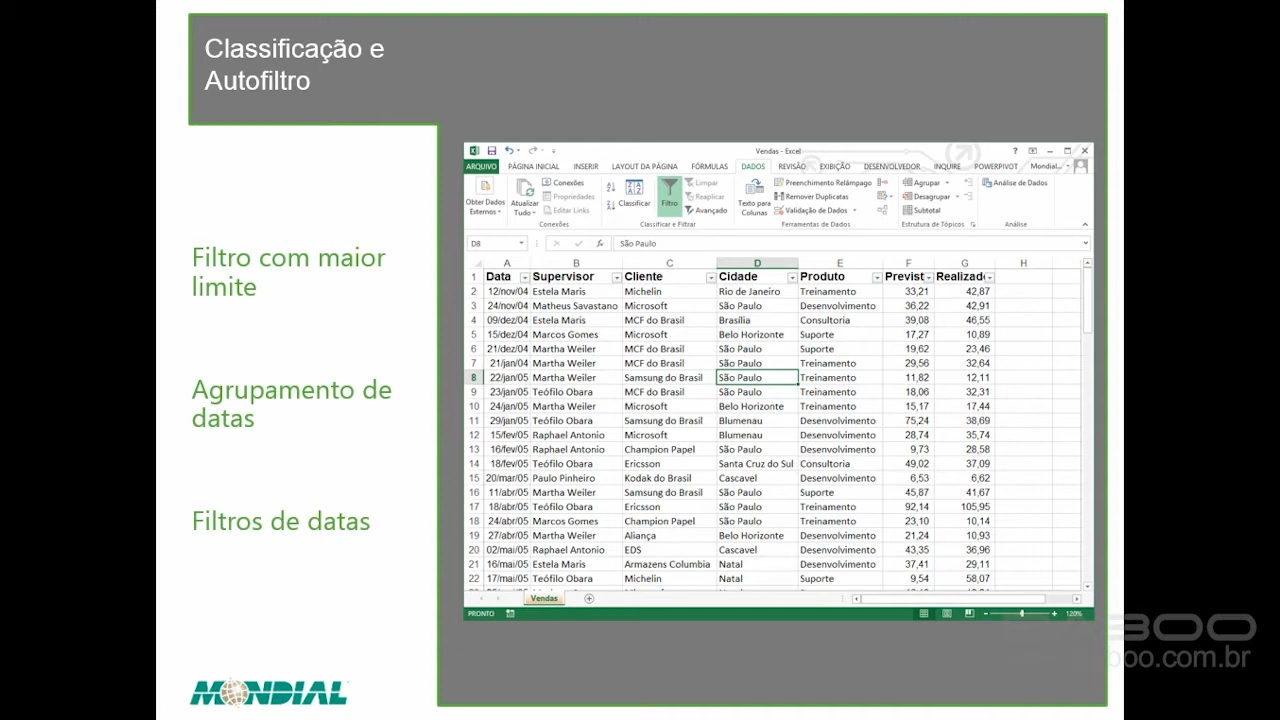 Classificação e
Autofiltro
Filtro com maior
limite
Agrupamento de
datas
Filtros de datas
MONDIAL
Vendas - Excel
ARQUIVO PÁGINA INICIAL INSERIR LAYOUT DA PÁGINA FÓRMULAS DADOS REVISÃO EXIBIÇÃO DESENVOLVEDOR INQUIRE POWERPIVOT Mondial...
Obter Dados Externos
Atualizar Tudo
Conexões
Propriedades
Editar Links
Conexões
Classificar
Filtro
Limpar
Reaplicar
Avançado
Classificar e Filtrar
Texto para Colunas
Preenchimento Relâmpago
Remover Duplicatas
Validação de Dados
Ferramentas de Dados
Agrupar
Desagrupar
Subtotal
Estrutura de Tópicos
Análise de Dados
Análise
D8 fx São Paulo
A B C D E F G H
1 Data Supervisor Cliente Cidade Produto Previst Realizad
2 12/nov/04 Estela Maris Michelin Rio de Janeiro Treinamento 33,21 42,87
3 24/nov/04 Matheus Savastano Microsoft São Paulo Desenvolvimento 36,22 42,91
4 09/dez/04 Estela Maris MCF do Brasil Brasília Consultoria 39,08 46,55
5 15/dez/04 Marcos Gomes Microsoft Belo Horizonte Suporte 17,27 10,89
6 21/dez/04 Martha Weiler MCF do Brasil São Paulo Suporte 19,62 23,46
7 21/jan/04 Martha Weiler MCF do Brasil São Paulo Treinamento 29,56 32,64
8 22/jan/05 Martha Weiler Samsung do Brasil São Paulo Treinamento 11,82 12,11
9 23/jan/05 Teófilo Obara MCF do Brasil São Paulo Treinamento 18,06 32,31
10 24/jan/05 Martha Weiler Microsoft Belo Horizonte Treinamento 15,17 17,44
11 29/jan/05 Teófilo Obara Samsung do Brasil Blumenau Desenvolvimento 75,24 38,69
12 15/fev/05 Raphael Antonio Microsoft Blumenau Desenvolvimento 28,74 35,74
13 16/fev/05 Raphael Antonio Champion Papel São Paulo Desenvolvimento 9,73 28,58
14 18/fev/05 Teófilo Obara Ericsson Santa Cruz do Sul Consultoria 49,02 37,09
15 20/mar/05 Paulo Pinheiro Kodak do Brasil Cascavel Desenvolvimento 6,53 6,62
16 11/abr/05 Martha Weiler Samsung do Brasil São Paulo Suporte 45,87 41,67
17 18/abr/05 Teófilo Obara Ericsson São Paulo Treinamento 92,14 105,95
18 24/abr/05 Marcos Gomes Champion Papel São Paulo Treinamento 23,10 10,14
19 27/abr/05 Martha Weiler Aliança Belo Horizonte Desenvolvimento 21,24 10,93
20 02/mai/05 Raphael Antonio EDS Cascavel Desenvolvimento 43,35 36,96
21 16/mai/05 Estela Maris Armazens Columbia Natal Desenvolvimento 37,41 29,11
22 17/mai/05 Teófilo Obara Michelin Natal Suporte 9,54 58,07
Vendas
PRONTO 120%
boo.com.br